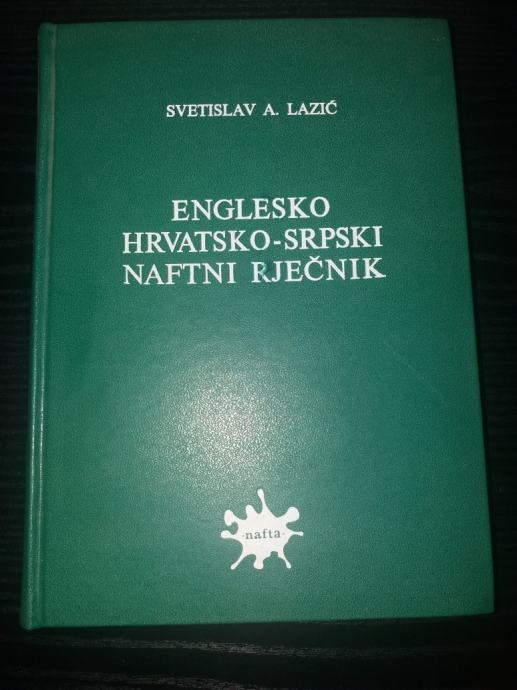 SVETISLAV A. LAZIĆ
ENGLESKO
HRVATSKO-SRPSKI
NAFTNI RJEČNIK
·nafta·